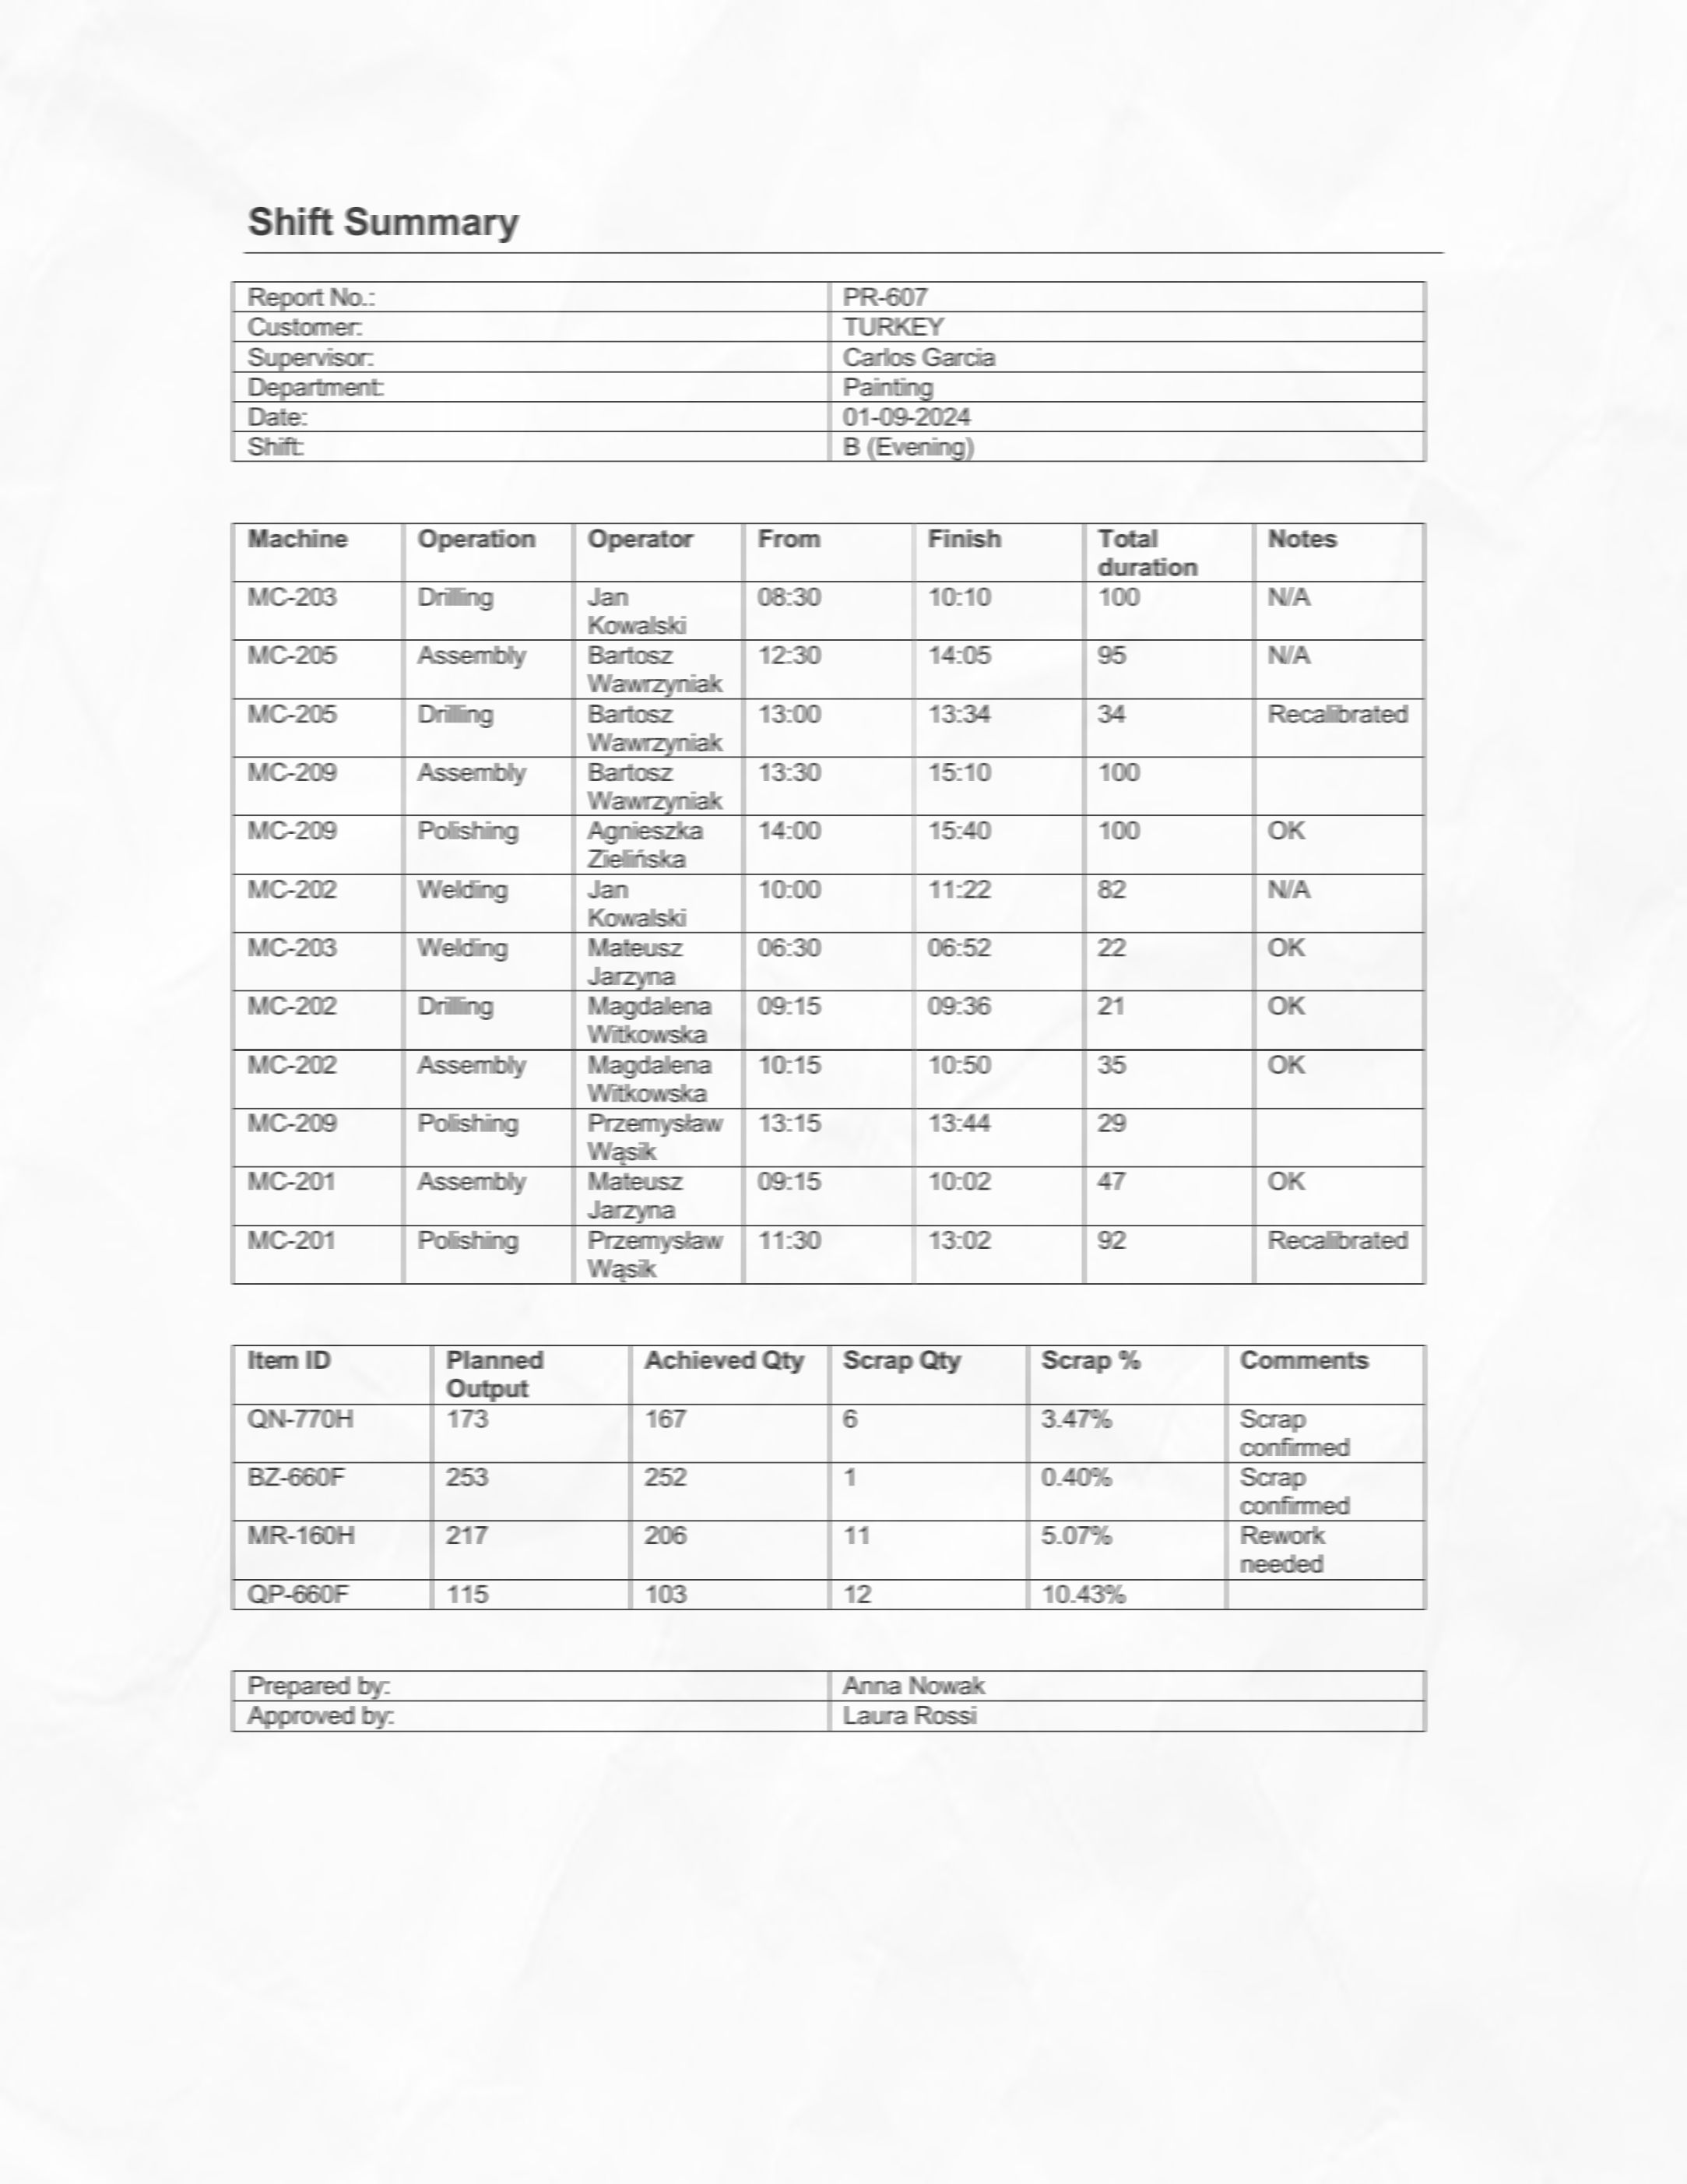 Shift Summary
Report No.: PR-607
Customer: TURKEY
Supervisor: Carlos Garcia
Department: Painting
Date: 01-09-2024
Shift: B (Evening)
Machine Operation Operator From Finish Total duration Notes
MC-203 Drilling Jan Kowalski 08:30 10:10 100 N/A
MC-205 Assembly Bartosz Wawrzyniak 12:30 14:05 95 N/A
MC-205 Drilling Bartosz Wawrzyniak 13:00 13:34 34 Recalibrated
MC-209 Assembly Bartosz Wawrzyniak 13:30 15:10 100
MC-209 Polishing Agnieszka Zielińska 14:00 15:40 100 OK
MC-202 Welding Jan Kowalski 10:00 11:22 82 N/A
MC-203 Welding Mateusz Jarzyna 06:30 06:52 22 OK
MC-202 Drilling Magdalena Witkowska 09:15 09:36 21 OK
MC-202 Assembly Magdalena Witkowska 10:15 10:50 35 OK
MC-209 Polishing Przemysław Wąsik 13:15 13:44 29
MC-201 Assembly Mateusz Jarzyna 09:15 10:02 47 OK
MC-201 Polishing Przemysław Wąsik 11:30 13:02 92 Recalibrated
Item ID Planned Output Achieved Qty Scrap Qty Scrap % Comments
QN-770H 173 167 6 3.47% Scrap confirmed
BZ-660F 253 252 1 0.40% Scrap confirmed
MR-160H 217 206 11 5.07% Rework needed
QP-660F 115 103 12 10.43%
Prepared by: Anna Nowak
Approved by: Laura Rossi